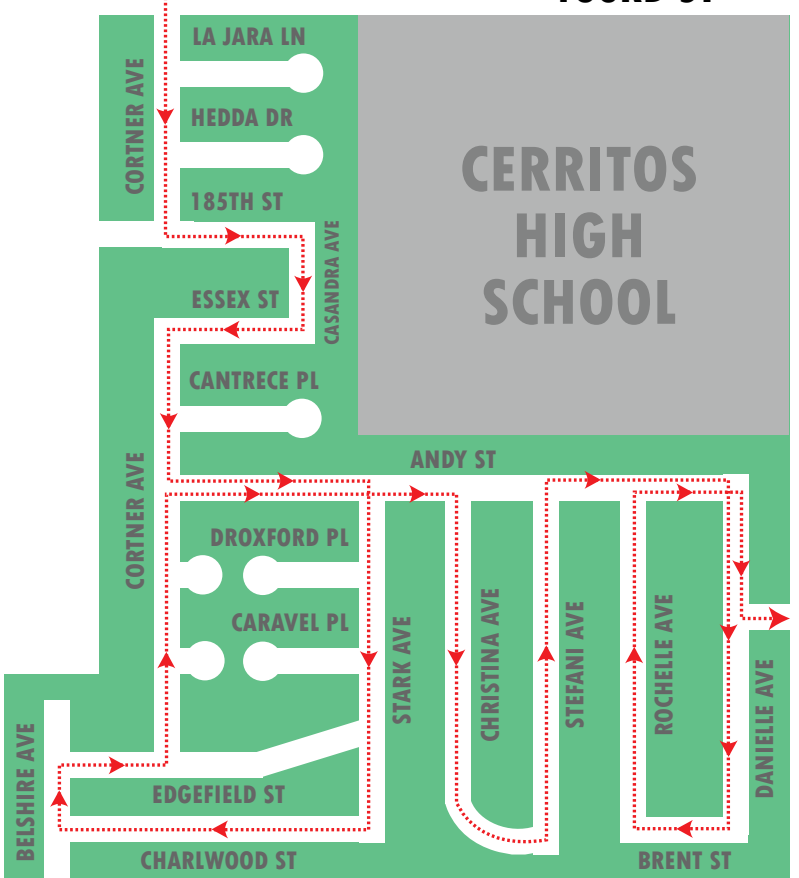 LA JARA LN
CORTNER AVE
HEDDA DR
CERRITOS
HIGH
SCHOOL
185TH ST
CASANDRA AVE
ESSEX ST
CANTRECE PL
ANDY ST
CORTNER AVE
DROXFORD PL
CARAVEL PL
STARK AVE
CHRISTINA AVE
STEFANI AVE
ROCHELLE AVE
DANIELLE AVE
BELSHIRE AVE
EDGEFIELD ST
CHARLWOOD ST
BRENT ST